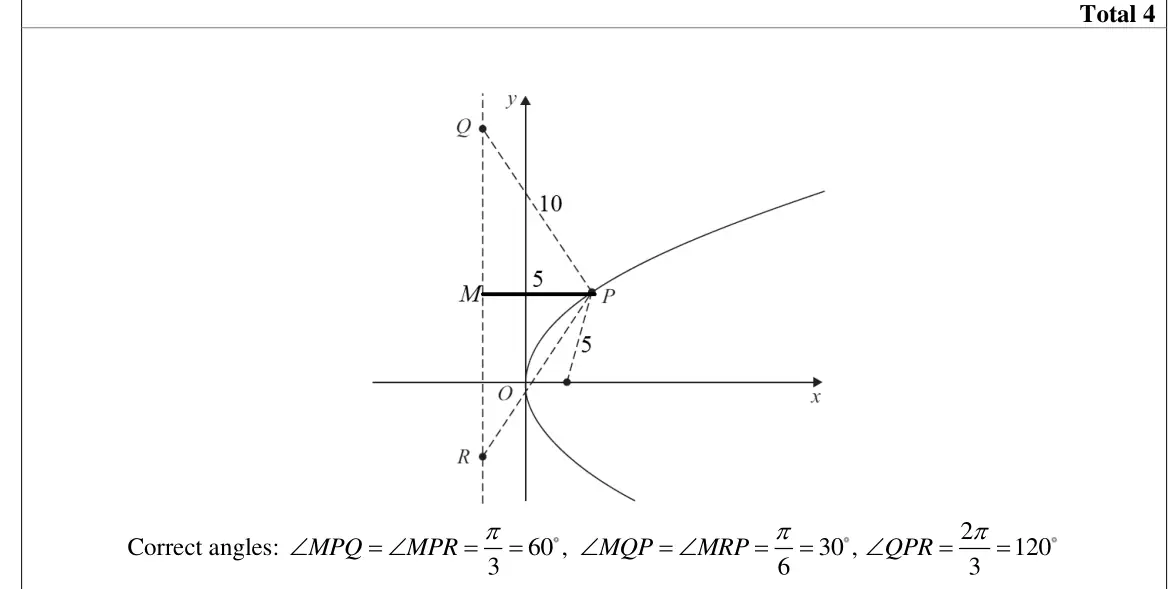 Total 4
y
Q
10
5
M
P
5
O
x
R
Correct angles: ∠MPQ = ∠MPR = π/3 = 60°, ∠MQP = ∠MRP = π/6 = 30°, ∠QPR = 2π/3 = 120°